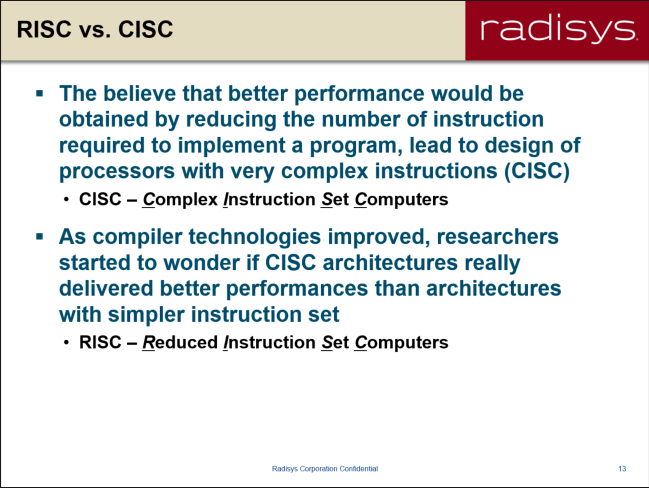 RISC vs. CISC
radisys.
▪ The believe that better performance would be
obtained by reducing the number of instruction
required to implement a program, lead to design of
processors with very complex instructions (CISC)
• CISC – Complex Instruction Set Computers
▪ As compiler technologies improved, researchers
started to wonder if CISC architectures really
delivered better performances than architectures
with simpler instruction set
• RISC – Reduced Instruction Set Computers
Radisys Corporation Confidential
13